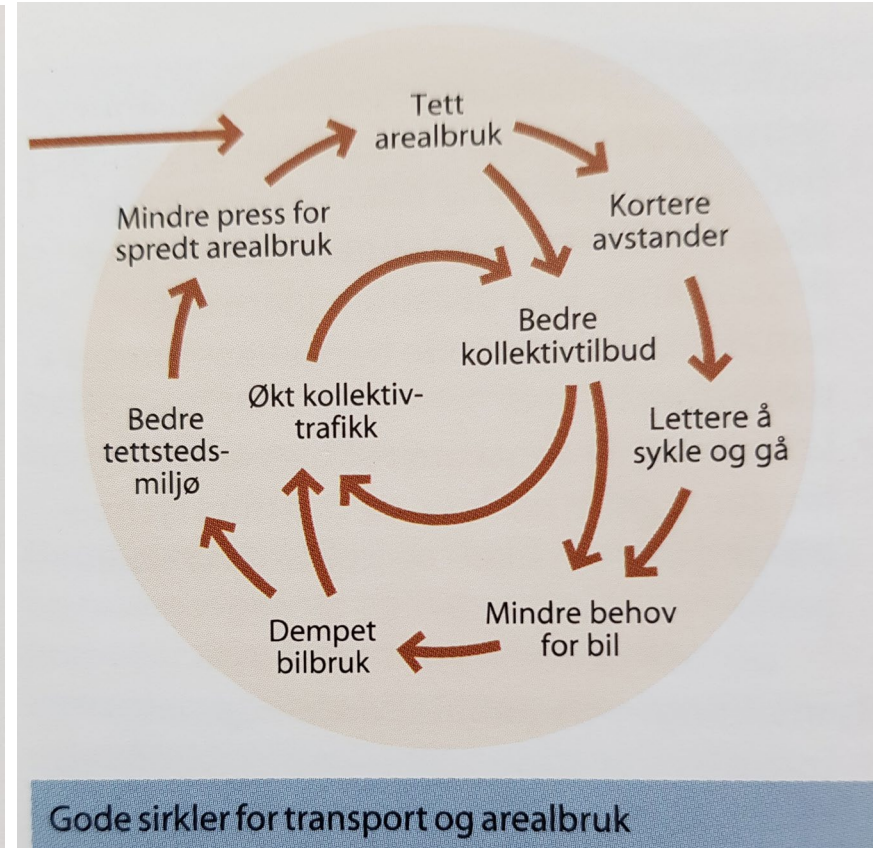 Tett
arealbruk
Kortere
avstander
Mindre press for
spredt arealbruk
Bedre
kollektivtilbud
Økt kollektiv-
trafikk
Lettere å
sykle og gå
Bedre
tettsteds-
miljø
Mindre behov
for bil
Dempet
bilbruk
Gode sirkler for transport og arealbruk